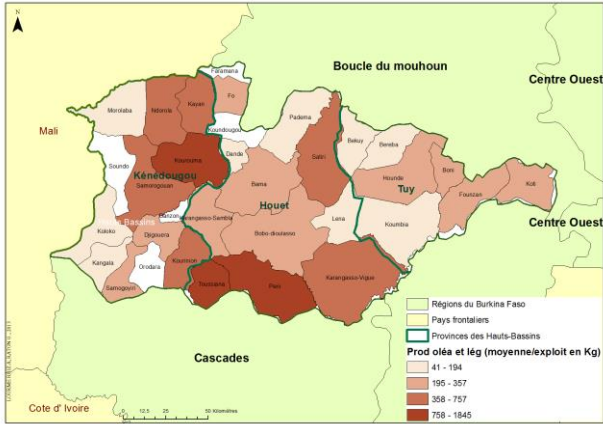 N
Boucle du mouhoun
Centre Ouest
Mali
Faramana
Fo
Morolaba
Ndorola
Kayan
Koundougou
Padema
Kourouma
Dande
Satiri
Bekuy
Bereba
Sindo
Kénédougou
Samorogouan
Bama
Hounde
Boni
Tuy
Founzan
Koti
Banzon
Karangasso-Sambla
Houet
Lena
Koumbia
Centre Ouest
Koloko
Djigouera
Bobo-dioulasso
Kangala
Orodara
Kourinion
Samogoyiri
Toussiana
Peni
Karangasso-Vigue
Cascades
Cote d' Ivoire
0 12.5 25 50 Kilomètres
Régions du Burkina Faso
Pays frontaliers
Provinces des Hauts-Bassins
Prod oléa et lég (moyenne/exploit en Kg)
41 - 194
195 - 357
358 - 757
758 - 1845